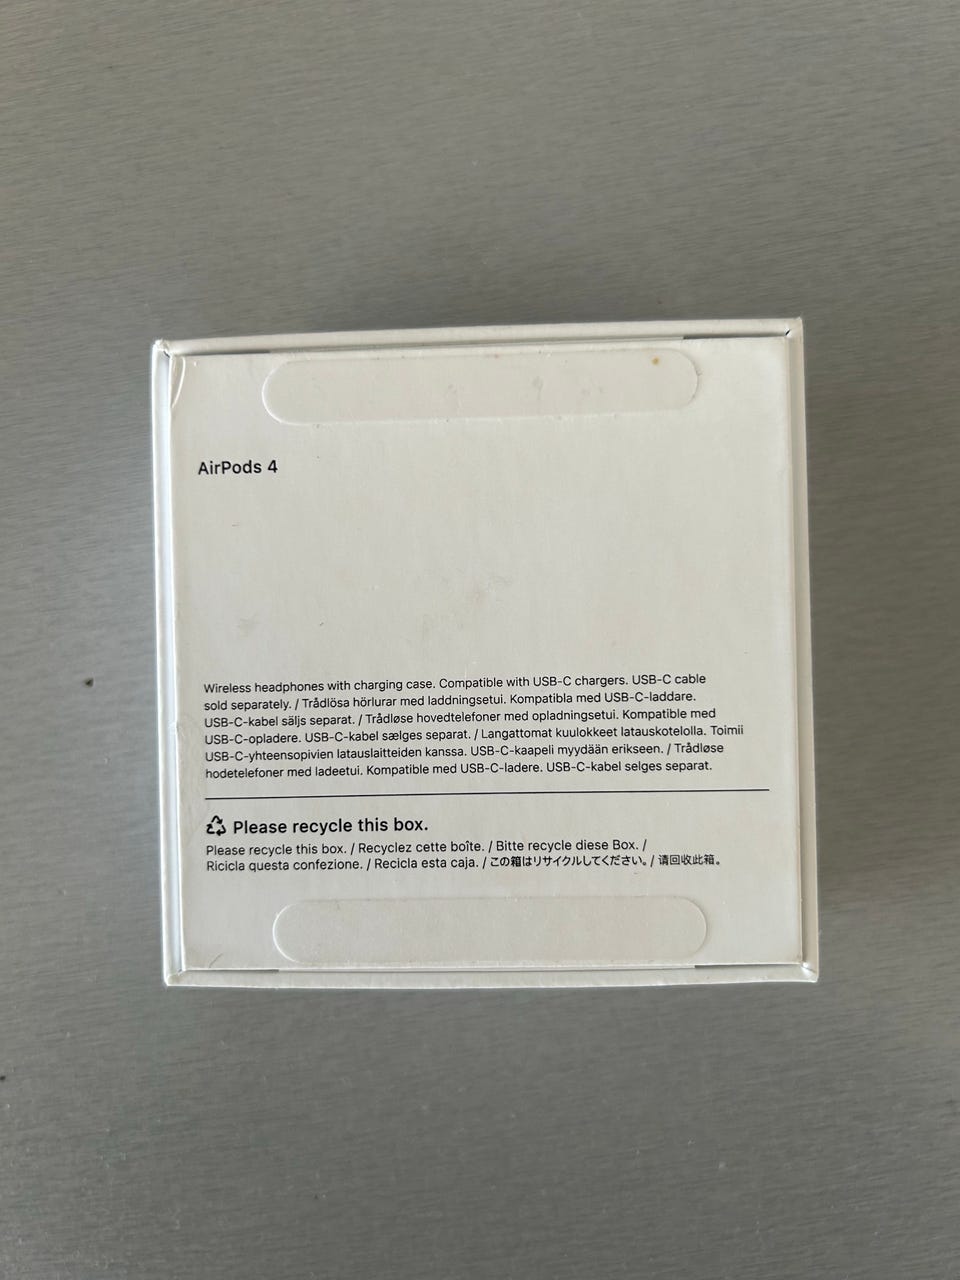 AirPods 4
Wireless headphones with charging case. Compatible with USB-C chargers. USB-C cable
sold separately. / Trådlösa hörlurar med laddningsetui. Kompatibla med USB-C-laddare.
USB-C-kabel säljs separat. / Trådløse hovedtelefoner med opladningsetui. Kompatible med
USB-C-opladere. USB-C-kabel sælges separat. / Langattomat kuulokkeet latauskotelolla. Toimii
USB-C-yhteensopivien latauslaitteiden kanssa. USB-C-kaapeli myydään erikseen. / Trådløse
hodetelefoner med ladeetui. Kompatible med USB-C-ladere. USB-C-kabel selges separat.
Please recycle this box.
Please recycle this box. / Recyclez cette boîte. / Bitte recycle diese Box. /
Ricicla questa confezione. / Recicla esta caja. / この箱はリサイクルしてください。/ 请回收此箱。